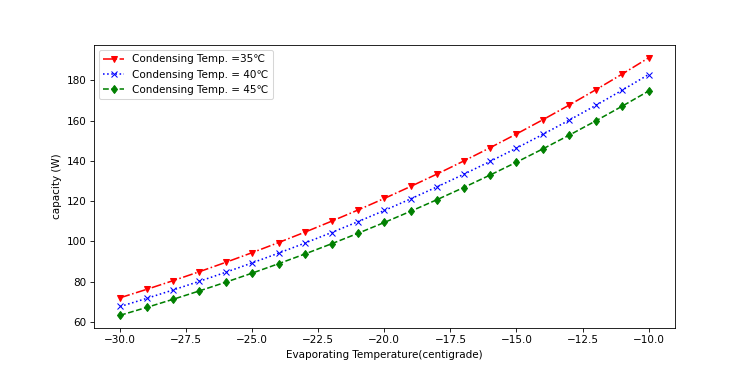 Condensing Temp. =35℃
Condensing Temp. = 40℃
Condensing Temp. = 45℃
180
160
140
120
100
80
60
capacity (W)
−30.0 −27.5 −25.0 −22.5 −20.0 −17.5 −15.0 −12.5 −10.0
Evaporating Temperature(centigrade)